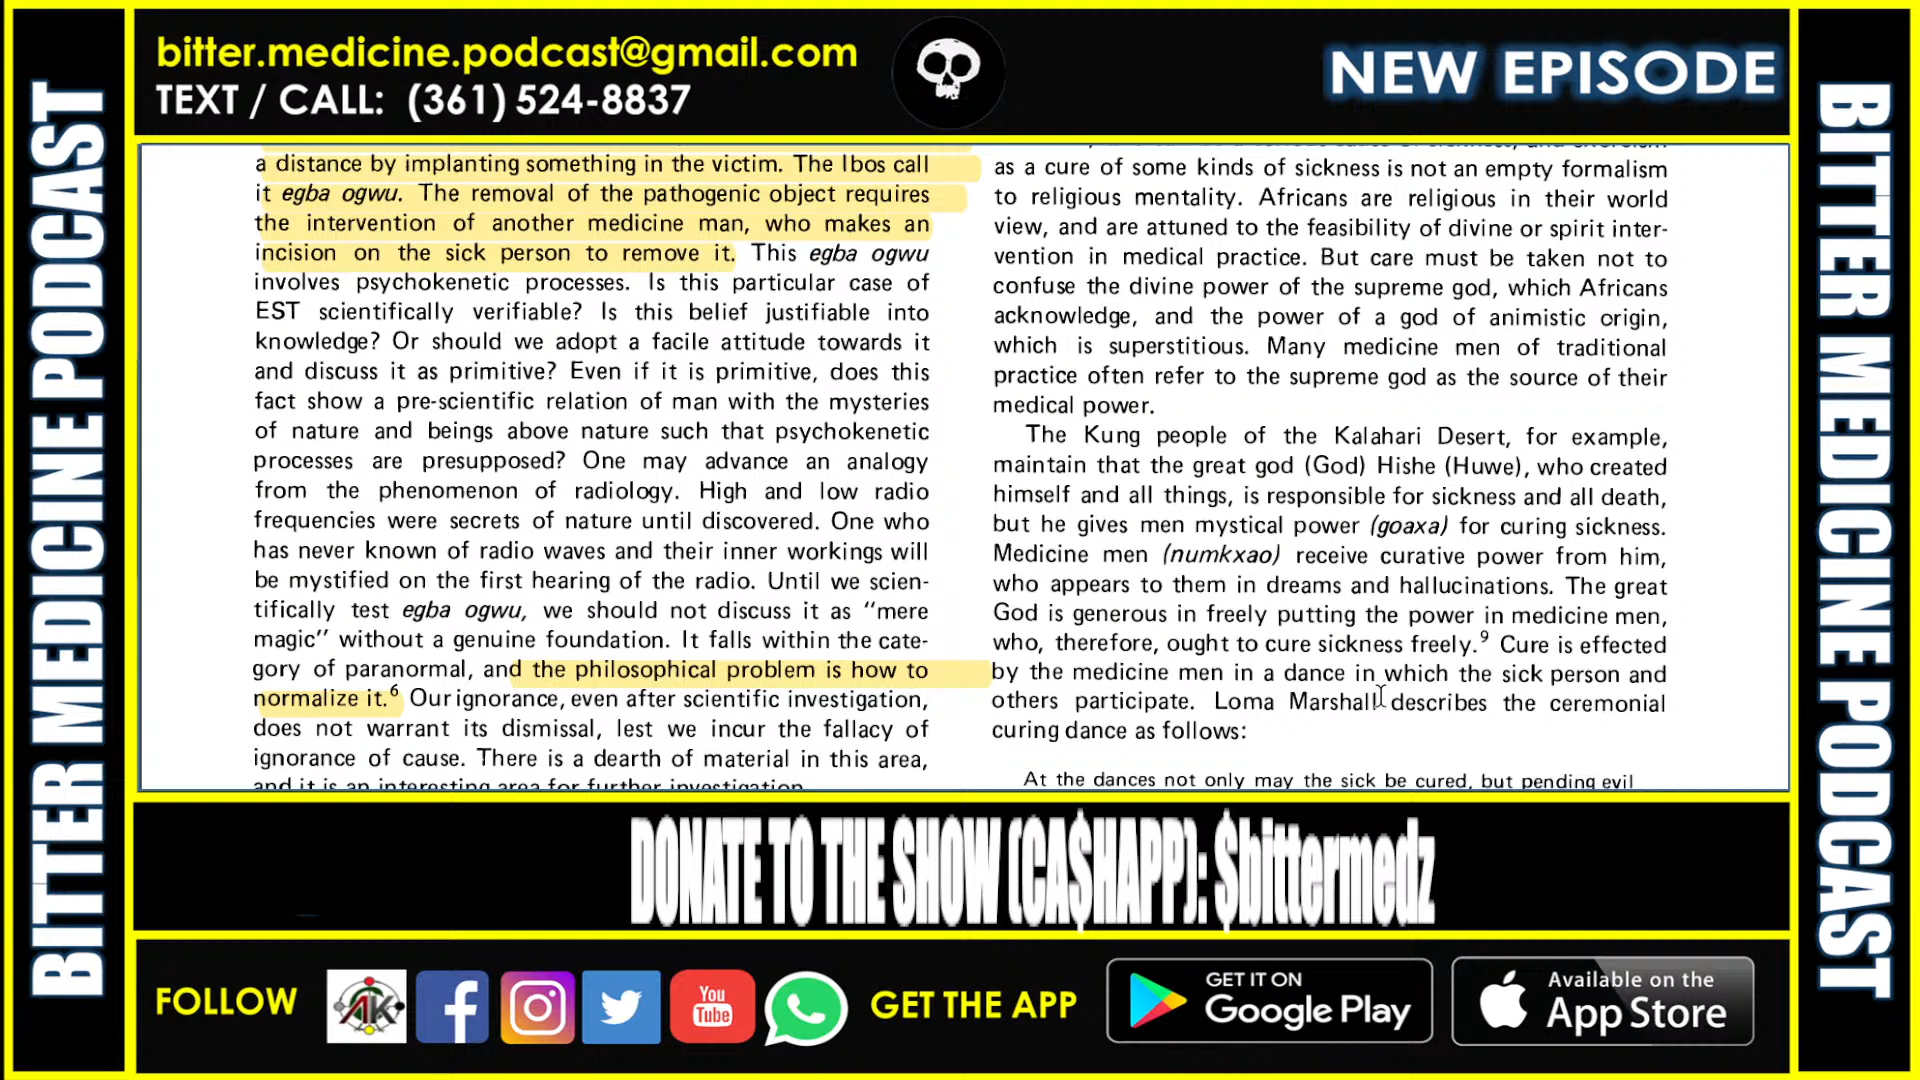 BITTER MEDICINE PODCAST
bitter.medicine.podcast@gmail.com
TEXT / CALL: (361) 524-8837
NEW EPISODE
a distance by implanting something in the victim. The Ibos call
it egba ogwu. The removal of the pathogenic object requires
the intervention of another medicine man, who makes an
incision on the sick person to remove it. This egba ogwu
involves psychokenetic processes. Is this particular case of
EST scientifically verifiable? Is this belief justifiable into
knowledge? Or should we adopt a facile attitude towards it
and discuss it as primitive? Even if it is primitive, does this
fact show a pre-scientific relation of man with the mysteries
of nature and beings above nature such that psychokenetic
processes are presupposed? One may advance an analogy
from the phenomenon of radiology. High and low radio
frequencies were secrets of nature until discovered. One who
has never known of radio waves and their inner workings will
be mystified on the first hearing of the radio. Until we scien-
tifically test egba ogwu, we should not discuss it as “mere
magic” without a genuine foundation. It falls within the cate-
gory of paranormal, and the philosophical problem is how to
normalize it.6 Our ignorance, even after scientific investigation,
does not warrant its dismissal, lest we incur the fallacy of
ignorance of cause. There is a dearth of material in this area,
and it is an interesting area for further investigation.
as a cure of some kinds of sickness is not an empty formalism
to religious mentality. Africans are religious in their world
view, and are attuned to the feasibility of divine or spirit inter-
vention in medical practice. But care must be taken not to
confuse the divine power of the supreme god, which Africans
acknowledge, and the power of a god of animistic origin,
which is superstitious. Many medicine men of traditional
practice often refer to the supreme god as the source of their
medical power.
The Kung people of the Kalahari Desert, for example,
maintain that the great god (God) Hishe (Huwe), who created
himself and all things, is responsible for sickness and all death,
but he gives men mystical power (goaxa) for curing sickness.
Medicine men (numkxao) receive curative power from him,
who appears to them in dreams and hallucinations. The great
God is generous in freely putting the power in medicine men,
who, therefore, ought to cure sickness freely.9 Cure is effected
by the medicine men in a dance in which the sick person and
others participate. Loma Marshall describes the ceremonial
curing dance as follows:
At the dances not only may the sick be cured, but pending evil
BITTER MEDICINE PODCAST
DONATE TO THE SHOW (CA$HAPP): $bittermedz
FOLLOW
AK
You
Tube
GET THE APP
GET IT ON
Google Play
Available on the
App Store